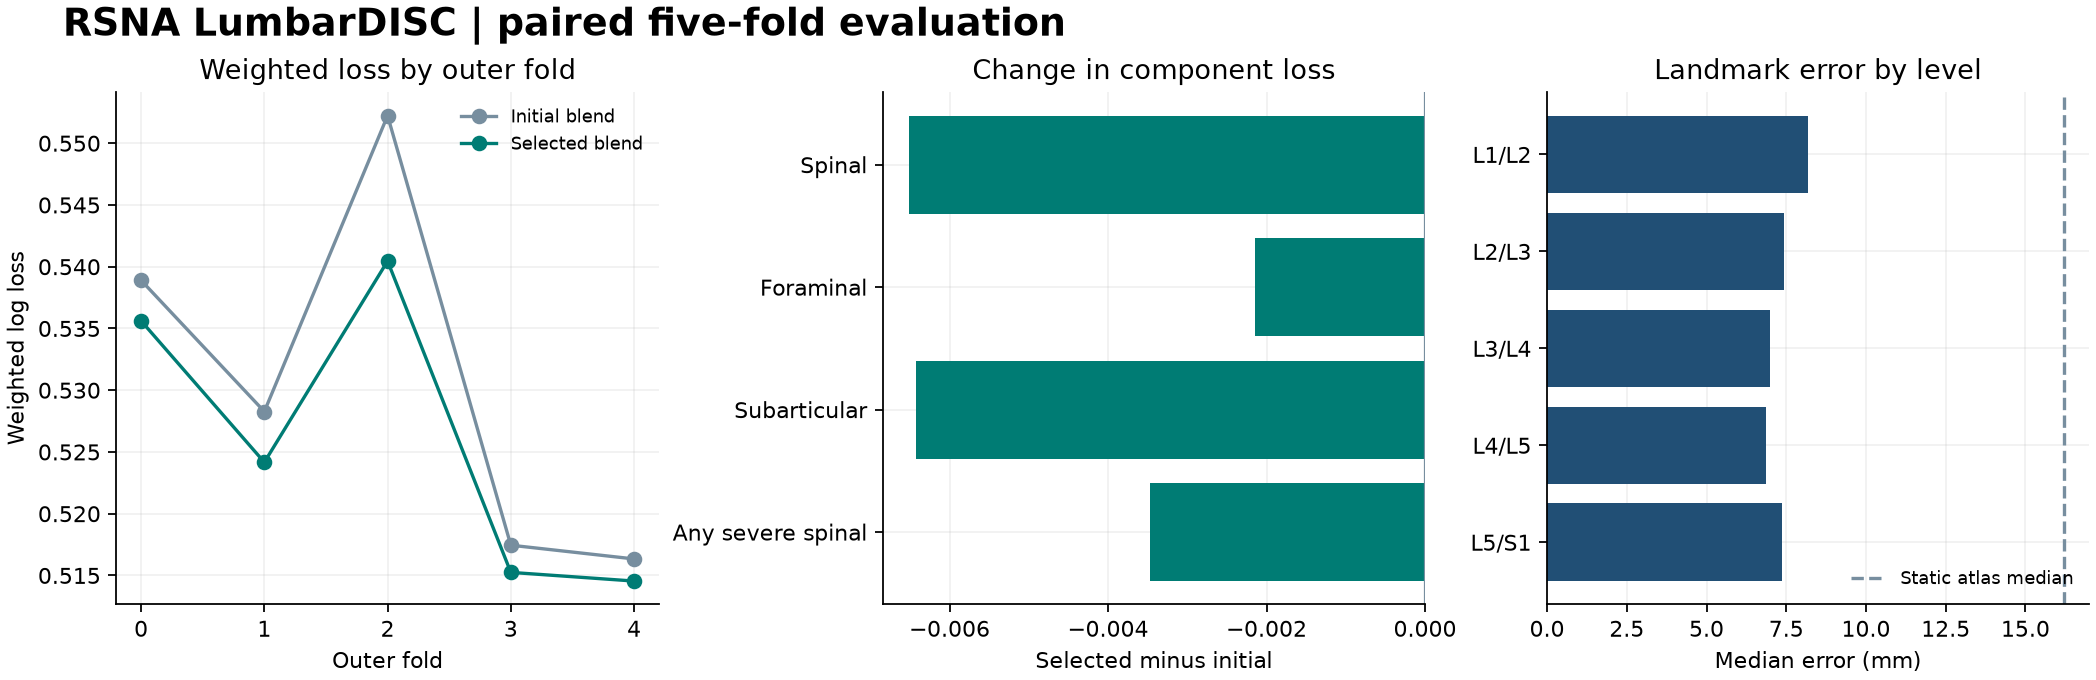 RSNA LumbarDISC | paired five-fold evaluation
Weighted loss by outer fold
Weighted log loss
0.550
0.545
0.540
0.535
0.530
0.525
0.520
0.515
Initial blend
Selected blend
0 1 2 3 4
Outer fold
Change in component loss
Spinal
Foraminal
Subarticular
Any severe spinal
−0.006 −0.004 −0.002 0.000
Selected minus initial
Landmark error by level
L1/L2
L2/L3
L3/L4
L4/L5
L5/S1
Static atlas median
0.0 2.5 5.0 7.5 10.0 12.5 15.0
Median error (mm)